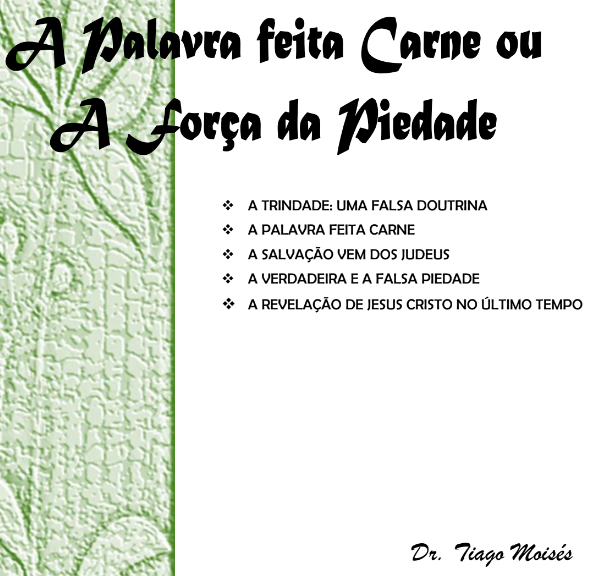 A Palavra feita Carne ou
A Força da Piedade
❖ A TRINDADE: UMA FALSA DOUTRINA
❖ A PALAVRA FEITA CARNE
❖ A SALVAÇÃO VEM DOS JUDEUS
❖ A VERDADEIRA E A FALSA PIEDADE
❖ A REVELAÇÃO DE JESUS CRISTO NO ÚLTIMO TEMPO
Dr. Tiago Moisés